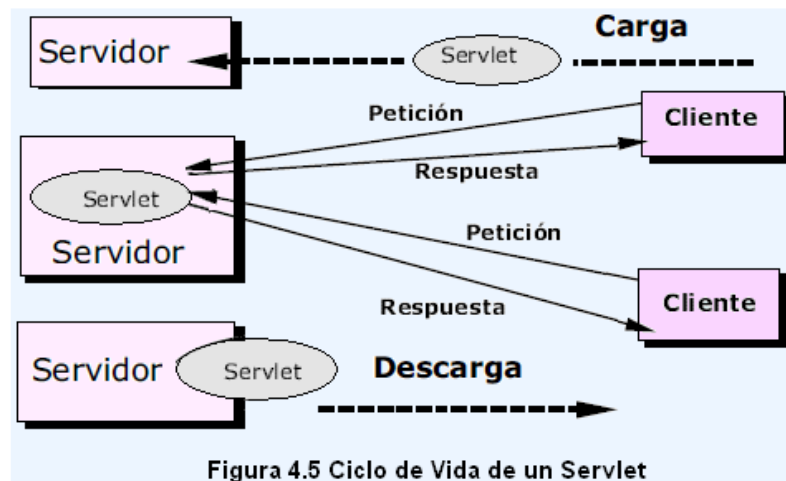 Carga
Servidor
Servlet
Petición
Cliente
Respuesta
Servlet
Servidor
Petición
Respuesta
Cliente
Servidor
Servlet
Descarga
Figura 4.5 Ciclo de Vida de un Servlet